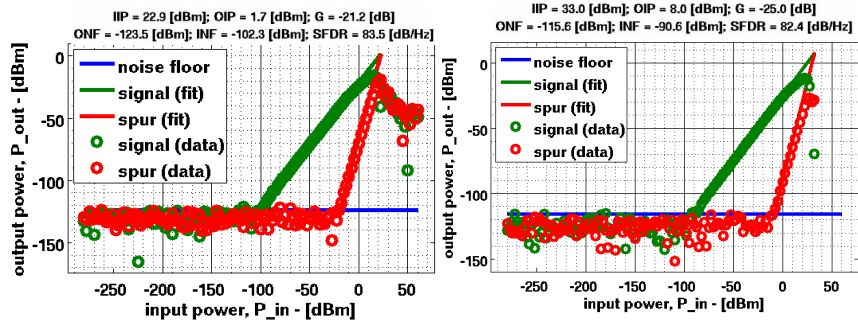 IIP = 22.9 [dBm]; OIP = 1.7 [dBm]; G = -21.2 [dB]
ONF = -123.5 [dBm]; INF = -102.3 [dBm]; SFDR = 83.5 [dB/Hz]
0
-50
-100
-150
output power, P_out - [dBm]
noise floor
signal (fit)
spur (fit)
signal (data)
spur (data)
-250 -200 -150 -100 -50 0 50
input power, P_in - [dBm]
IIP = 33.0 [dBm]; OIP = 8.0 [dBm]; G = -25.0 [dB]
ONF = -115.6 [dBm]; INF = -90.6 [dBm]; SFDR = 82.4 [dB/Hz]
0
-50
-100
-150
output power, P_out - [dBm]
noise floor
signal (fit)
spur (fit)
signal (data)
spur (data)
-250 -200 -150 -100 -50 0 50
input power, P_in - [dBm]